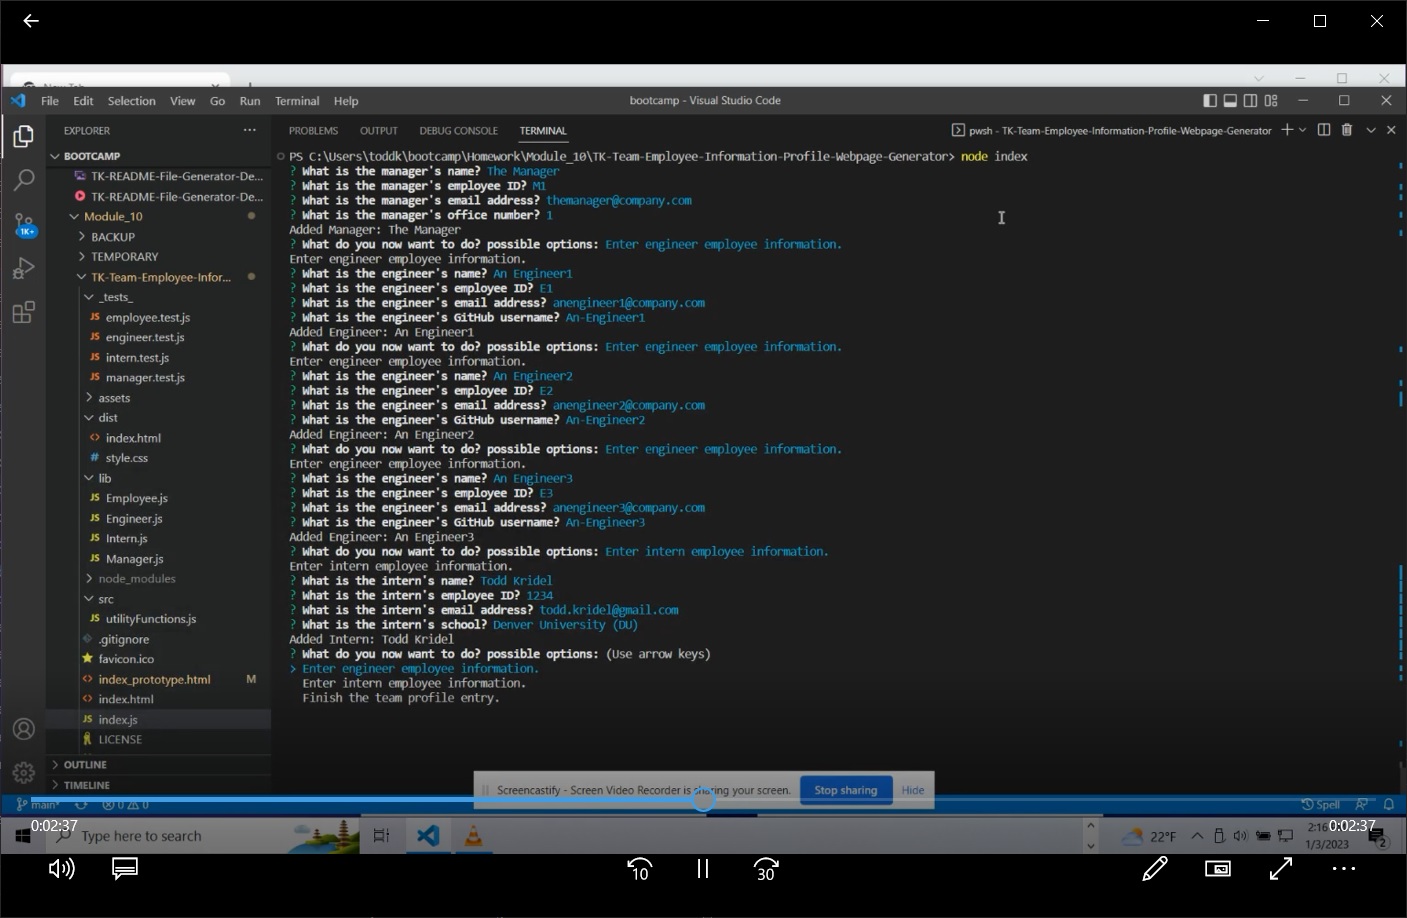 New Tab
File Edit Selection View Go Run Terminal Help
bootcamp - Visual Studio Code
EXPLORER
BOOTCAMP
TK-README-File-Generator-De...
TK-README-File-Generator-De...
Module_10
BACKUP
TEMPORARY
TK-Team-Employee-Infor...
_tests_
JS employee.test.js
JS engineer.test.js
JS intern.test.js
JS manager.test.js
assets
dist
<> index.html
# style.css
lib
JS Employee.js
JS Engineer.js
JS Intern.js
JS Manager.js
node_modules
src
JS utilityFunctions.js
.gitignore
favicon.ico
<> index_prototype.html M
<> index.html
JS index.js
LICENSE
OUTLINE
TIMELINE
1K+
PROBLEMS OUTPUT DEBUG CONSOLE TERMINAL
pwsh - TK-Team-Employee-Information-Profile-Webpage-Generator
PS C:\Users\toddk\bootcamp\Homework\Module_10\TK-Team-Employee-Information-Profile-Webpage-Generator> node index
? What is the manager's name? The Manager
? What is the manager's employee ID? M1
? What is the manager's email address? themanager@company.com
? What is the manager's office number? 1
Added Manager: The Manager
? What do you now want to do? possible options: Enter engineer employee information.
Enter engineer employee information.
? What is the engineer's name? An Engineer1
? What is the engineer's employee ID? E1
? What is the engineer's email address? anengineer1@company.com
? What is the engineer's GitHub username? An-Engineer1
Added Engineer: An Engineer1
? What do you now want to do? possible options: Enter engineer employee information.
Enter engineer employee information.
? What is the engineer's name? An Engineer2
? What is the engineer's employee ID? E2
? What is the engineer's email address? anengineer2@company.com
? What is the engineer's GitHub username? An-Engineer2
Added Engineer: An Engineer2
? What do you now want to do? possible options: Enter engineer employee information.
Enter engineer employee information.
? What is the engineer's name? An Engineer3
? What is the engineer's employee ID? E3
? What is the engineer's email address? anengineer3@company.com
? What is the engineer's GitHub username? An-Engineer3
Added Engineer: An Engineer3
? What do you now want to do? possible options: Enter intern employee information.
Enter intern employee information.
? What is the intern's name? Todd Kridel
? What is the intern's employee ID? 1234
? What is the intern's email address? todd.kridel@gmail.com
? What is the intern's school? Denver University (DU)
Added Intern: Todd Kridel
? What do you now want to do? possible options: (Use arrow keys)
> Enter engineer employee information.
Enter intern employee information.
Finish the team profile entry.
Screencastify - Screen Video Recorder is sharing your screen. Stop sharing Hide
main* 0 0 Spell
0:02:37 0:02:37
Type here to search
22°F
2:16
1/3/2023
2
10 30